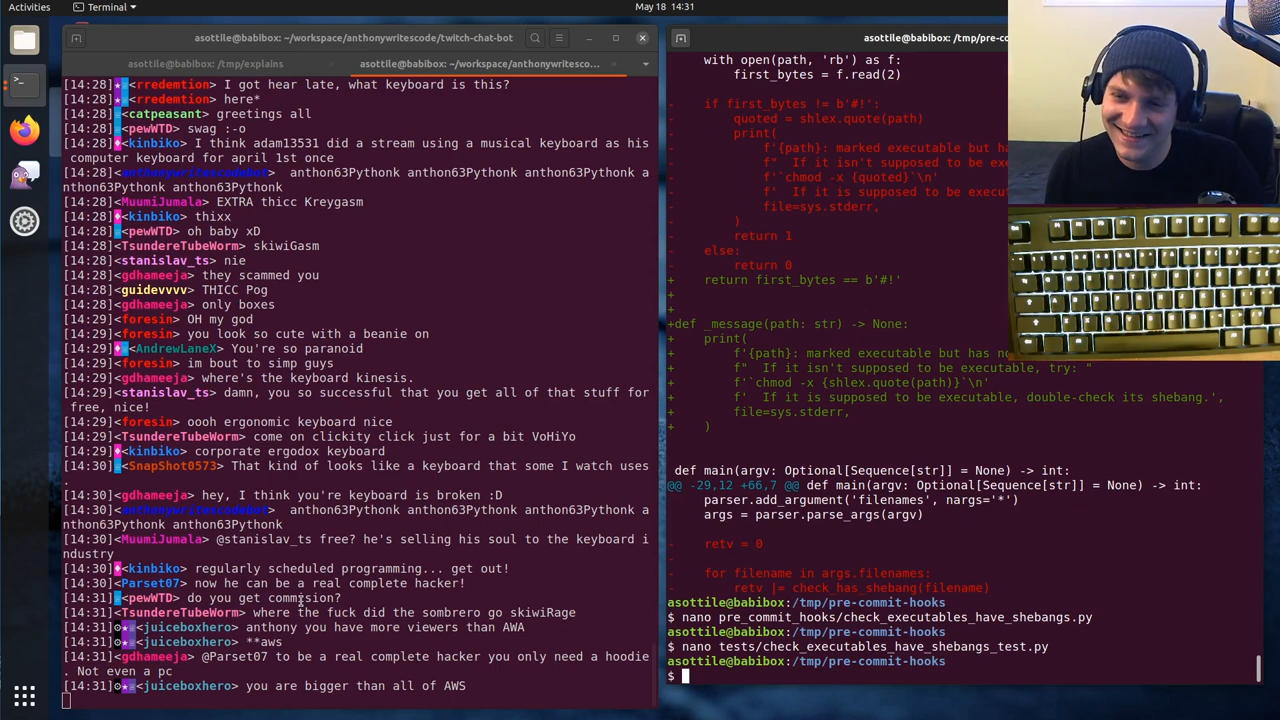 Activities
Terminal
May 18 14:31
asottile@babibox: ~/workspace/anthonywritescode/twitch-chat-bot
asottile@babibox: /tmp/explains
asottile@babibox: ~/workspace/anthonywritesco...
[14:28] <rredemtion> I got hear late, what keyboard is this?
[14:28] <rredemtion> here*
[14:28] <catpeasant> greetings all
[14:28] <pewWTD> swag :-o
[14:28] <kinbiko> I think adam13531 did a stream using a musical keyboard as his
computer keyboard for april 1st once
[14:28] <anthonywritescodebot> anthon63Pythonk anthon63Pythonk anthon63Pythonk a
nthon63Pythonk anthon63Pythonk
[14:28] <MuumiJumala> EXTRA thicc Kreygasm
[14:28] <kinbiko> thixx
[14:28] <pewWTD> oh baby xD
[14:28] <TsundereTubeWorm> skiwiGasm
[14:28] <stanislav_ts> nie
[14:28] <gdhameeja> they scammed you
[14:28] <guidevvvv> THICC Pog
[14:28] <gdhameeja> only boxes
[14:29] <foresin> OH my god
[14:29] <foresin> you look so cute with a beanie on
[14:29] <AndrewLaneX> You're so paranoid
[14:29] <foresin> im bout to simp guys
[14:29] <gdhameeja> where's the keyboard kinesis.
[14:29] <stanislav_ts> damn, you so successful that you get all of that stuff for
free, nice!
[14:29] <foresin> oooh ergonomic keyboard nice
[14:29] <TsundereTubeWorm> come on clickity click just for a bit VoHiYo
[14:29] <kinbiko> corporate ergodox keyboard
[14:30] <SnapShot0573> That kind of looks like a keyboard that some I watch uses
.
[14:30] <gdhameeja> hey, I think you're keyboard is broken :D
[14:30] <anthonywritescodebot> anthon63Pythonk anthon63Pythonk anthon63Pythonk a
nthon63Pythonk anthon63Pythonk
[14:30] <MuumiJumala> @stanislav_ts free? he's selling his soul to the keyboard i
ndustry
[14:30] <kinbiko> regularly scheduled programming... get out!
[14:30] <Parset07> now he can be a real complete hacker!
[14:31] <pewWTD> do you get commision?
[14:31] <TsundereTubeWorm> where the fuck did the sombrero go skiwiRage
[14:31] <juiceboxhero> anthony you have more viewers than AWA
[14:31] <juiceboxhero> **aws
[14:31] <gdhameeja> @Parset07 to be a real complete hacker you only need a hoodie
. Not even a pc
[14:31] <juiceboxhero> you are bigger than all of AWS
asottile@babibox: /tmp/pre-co
with open(path, 'rb') as f:
first_bytes = f.read(2)
- if first_bytes != b'#!':
- quoted = shlex.quote(path)
- print(
- f'{path}: marked executable but ha
- f" If it isn't supposed to be ex
- f'`chmod -x {quoted}`\n'
- f' If it is supposed to be execu
- file=sys.stderr,
- )
- return 1
- else:
- return 0
+ return first_bytes == b'#!'
+
+
+def _message(path: str) -> None:
+ print(
+ f'{path}: marked executable but has no
+ f" If it isn't supposed to be executable, try: "
+ f'`chmod -x {shlex.quote(path)}`\n'
+ f' If it is supposed to be executable, double-check its shebang.',
+ file=sys.stderr,
+ )
def main(argv: Optional[Sequence[str]] = None) -> int:
@@ -29,12 +66,7 @@ def main(argv: Optional[Sequence[str]] = None) -> int:
parser.add_argument('filenames', nargs='*')
args = parser.parse_args(argv)
- retv = 0
-
- for filename in args.filenames:
- retv |= check_has_shebang(filename)
asottile@babibox:/tmp/pre-commit-hooks
$ nano pre_commit_hooks/check_executables_have_shebangs.py
asottile@babibox:/tmp/pre-commit-hooks
$ nano tests/check_executables_have_shebangs_test.py
asottile@babibox:/tmp/pre-commit-hooks
$